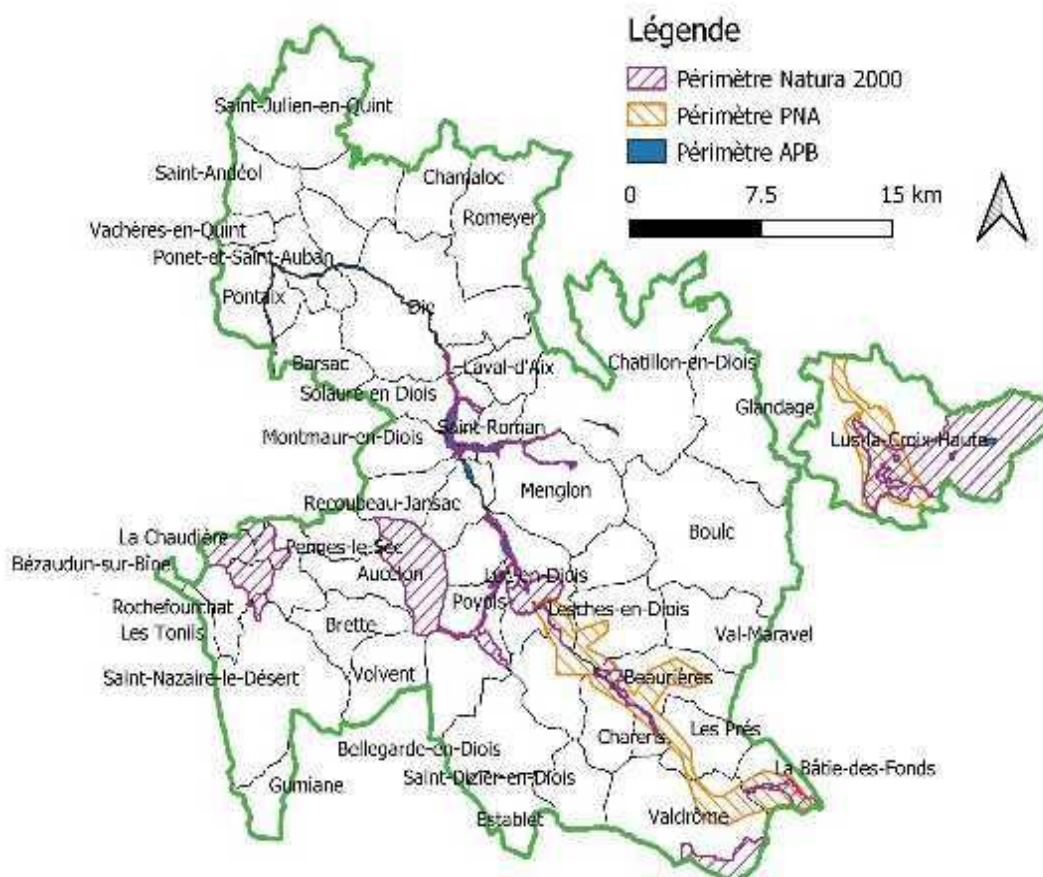 Légende
Périmètre Natura 2000
Périmètre PNA
Périmètre APB
0 7.5 15 km
Saint-Julien-en-Quint
Saint-Andéol
Chamaloc
Romeyer
Vachères-en-Quint
Ponet-et-Saint-Auban
Pontaix
Die
Barsac
Laval-d'Aix
Chatillon-en-Diois
Solaure en Diois
Glandage
Montmaur-en-Diois
Saint-Roman
Lus-la-Croix-Haute
Recoubeau-Jansac
Menglon
La Chaudière
Pennes-le-Sec
Boulc
Bézaudun-sur-Bîne
Aucelon
Luc-en-Diois
Rochefourchat
Poyols
Lesches-en-Diois
Les Tonils
Brette
Val-Maravel
Saint-Nazaire-le-Désert
Volvent
Beaurières
Les Prés
Charens
Bellegarde-en-Diois
La Bâtie-des-Fonds
Gumiane
Saint-Dizier-en-Diois
Establet
Valdrôme